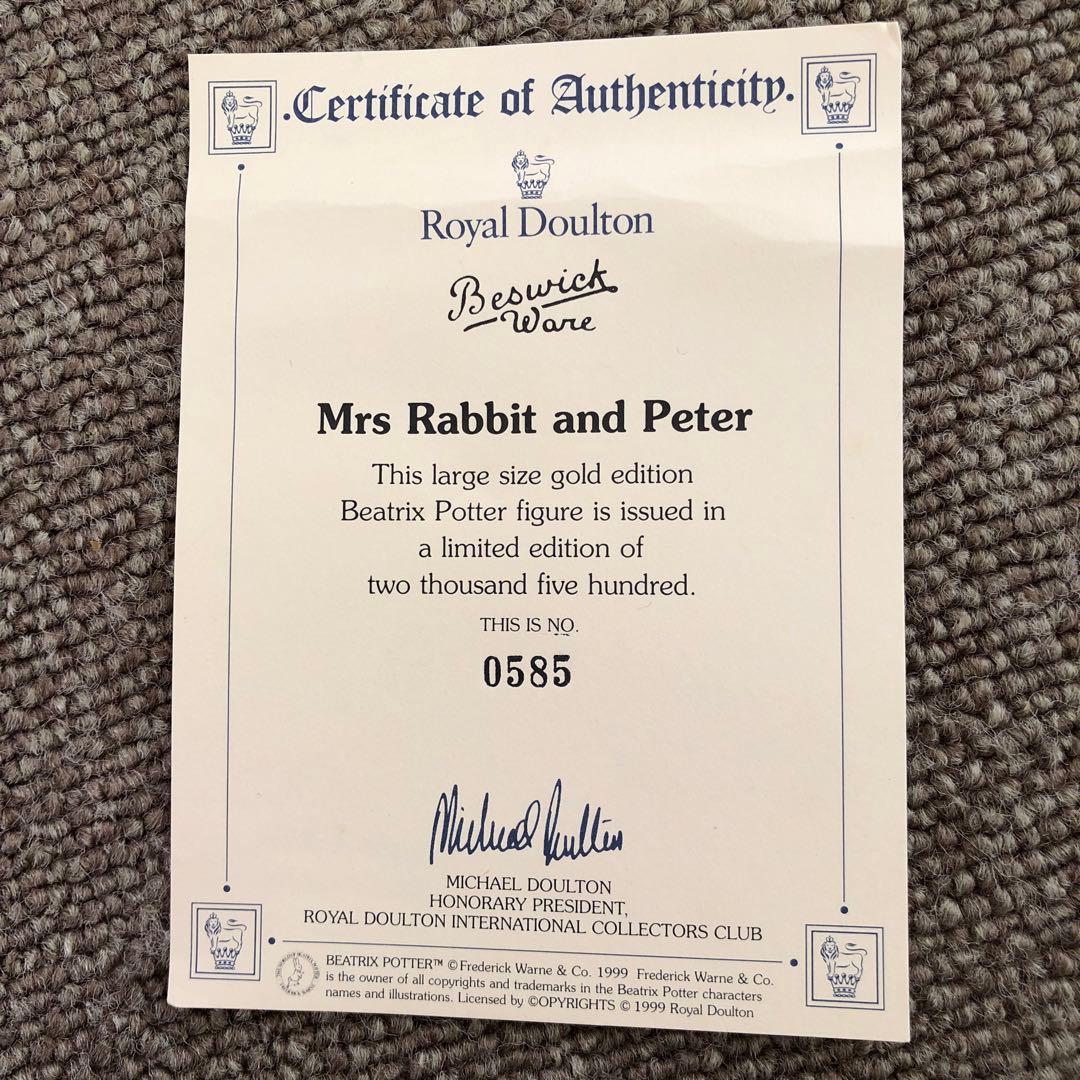 .Certificate of Authenticity.
Royal Doulton
Beswick
Ware
Mrs Rabbit and Peter
This large size gold edition
Beatrix Potter figure is issued in
a limited edition of
two thousand five hundred.
THIS IS NO.
0585
Michael Doulton
MICHAEL DOULTON
HONORARY PRESIDENT,
ROYAL DOULTON INTERNATIONAL COLLECTORS CLUB
BEATRIX POTTER™ © Frederick Warne & Co. 1999 Frederick Warne & Co.
is the owner of all copyrights and trademarks in the Beatrix Potter characters
names and illustrations. Licensed by ©OPYRIGHTS © 1999 Royal Doulton